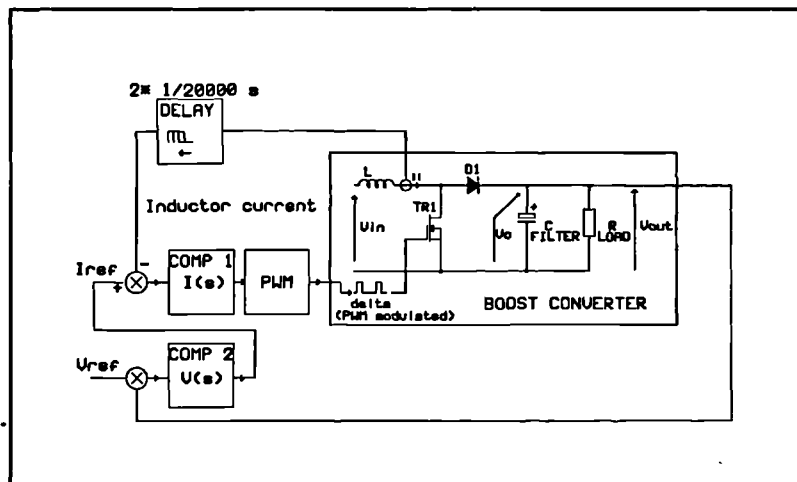 2* 1/20000 s
DELAY
L
I1
D1
Inductor current
TR1
Vin
Vo
+
C
FILTER
R
LOAD
Vout
-
Iref
+
COMP 1
I(s)
PWM
delta
(PWM modulated)
BOOST CONVERTER
COMP 2
V(s)
Vref